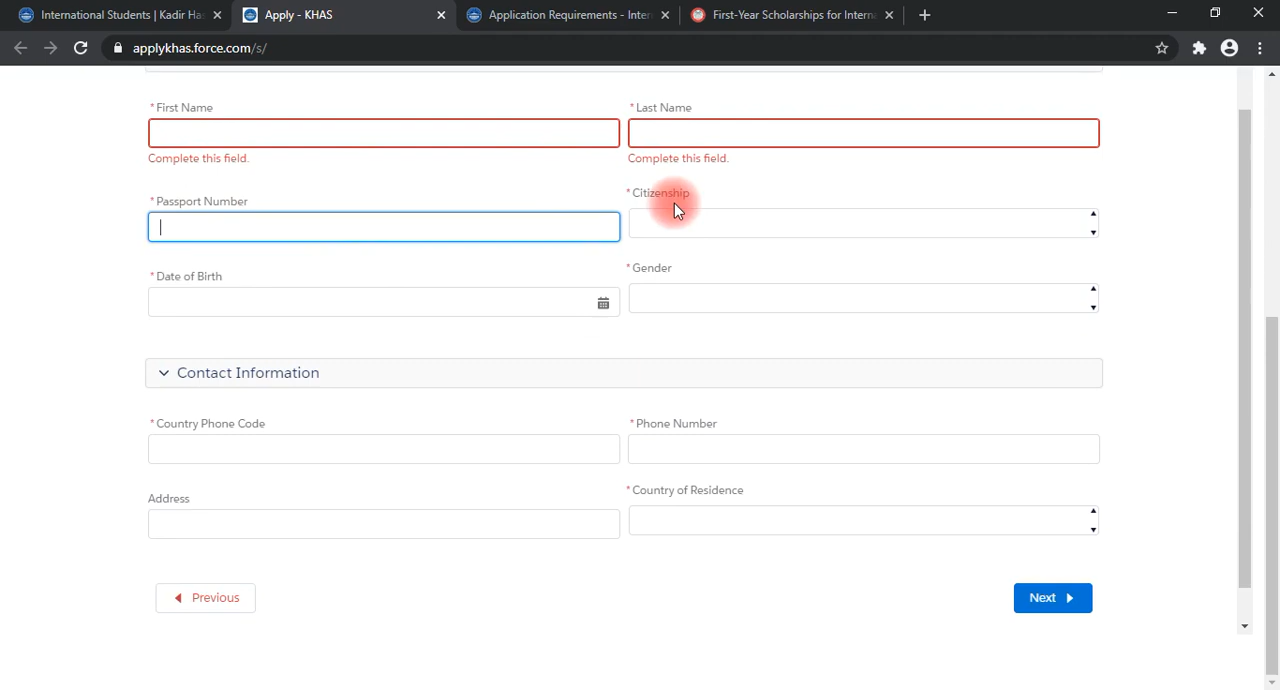 International Students | Kadir Has
Apply - KHAS
Application Requirements - Inter
First-Year Scholarships for Interna
applykhas.force.com/s/
*First Name
*Last Name
Complete this field.
Complete this field.
*Passport Number
*Citizenship
*Date of Birth
*Gender
Contact Information
*Country Phone Code
*Phone Number
Address
*Country of Residence
Previous
Next